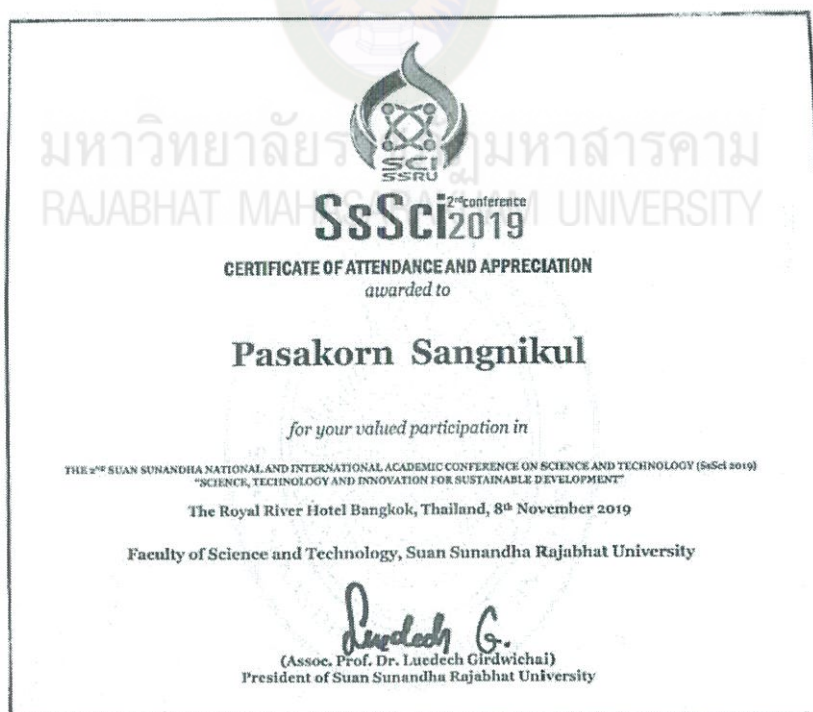 SCI
SSRU
มหาวิทยาลัยราชภัฏมหาสารคาม
RAJABHAT MAHASARAKHAM UNIVERSITY
SsSci 2nd conference 2019
CERTIFICATE OF ATTENDANCE AND APPRECIATION
awarded to
Pasakorn Sangnikul
for your valued participation in
THE 2ND SUAN SUNANDHA NATIONAL AND INTERNATIONAL ACADEMIC CONFERENCE ON SCIENCE AND TECHNOLOGY (SsSci 2019)
"SCIENCE, TECHNOLOGY AND INNOVATION FOR SUSTAINABLE DEVELOPMENT"
The Royal River Hotel Bangkok, Thailand, 8th November 2019
Faculty of Science and Technology, Suan Sunandha Rajabhat University
Luedech G.
(Assoc. Prof. Dr. Luedech Girdwichai)
President of Suan Sunandha Rajabhat University